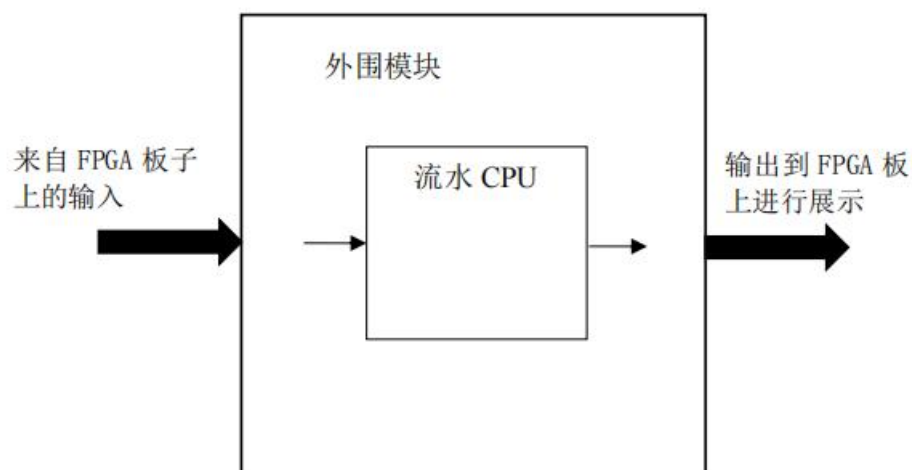 外围模块
来自 FPGA 板子
上的输入
流水 CPU
输出到 FPGA 板
上进行展示